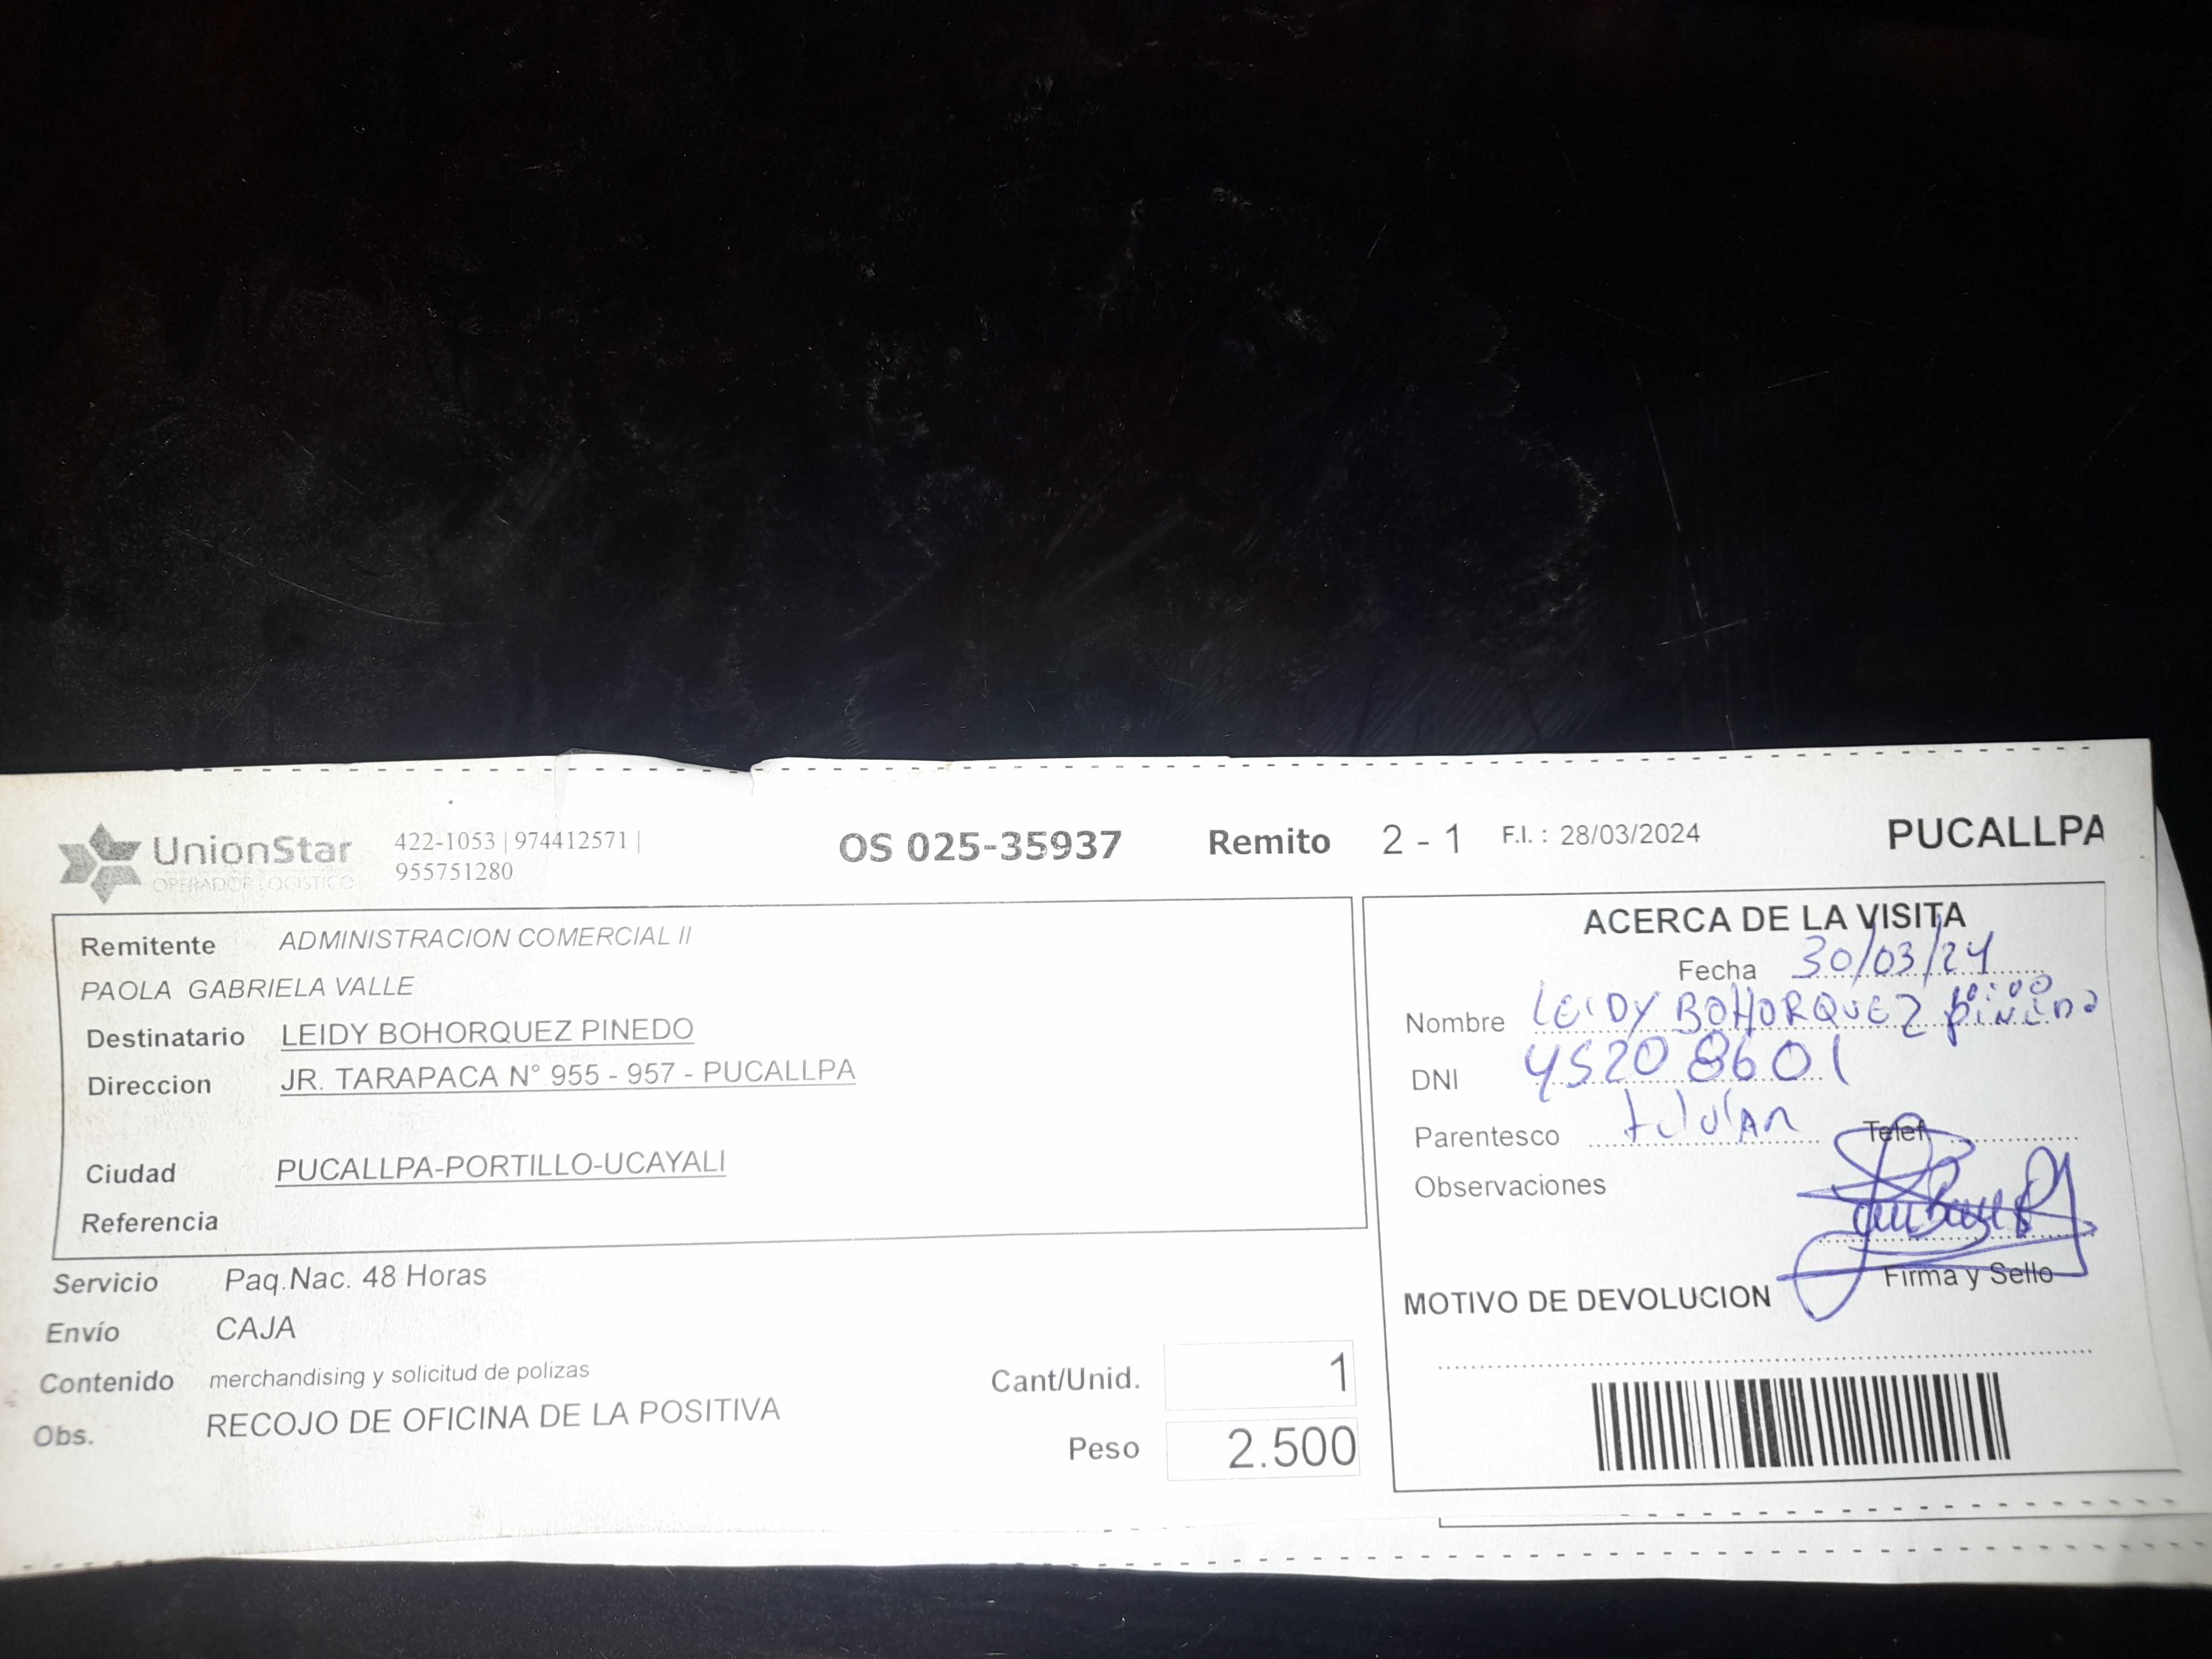 UnionStar
OPERADOR LOGISTICO
422-1053 | 974412571 |
955751280
OS 025-35937 Remito 2 - 1 F.I. : 28/03/2024 PUCALLPA
Remitente ADMINISTRACION COMERCIAL II
PAOLA GABRIELA VALLE
Destinatario LEIDY BOHORQUEZ PINEDO
Direccion JR. TARAPACA N° 955 - 957 - PUCALLPA
Ciudad PUCALLPA-PORTILLO-UCAYALI
Referencia
Servicio Paq.Nac. 48 Horas
Envío CAJA
Contenido merchandising y solicitud de polizas
Obs. RECOJO DE OFICINA DE LA POSITIVA
Cant/Unid. 1
Peso 2.500
ACERCA DE LA VISITA
Fecha 30/03/24
Nombre LEIDY BOHORQUEZ
DNI 45208601
Parentesco titular Telef
Observaciones
Firma y Sello
MOTIVO DE DEVOLUCION